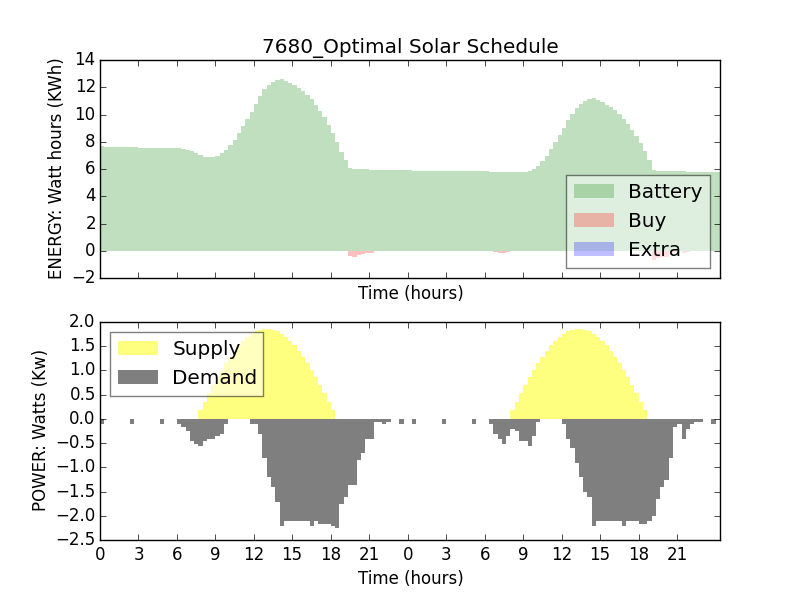 7680_Optimal Solar Schedule
ENERGY: Watt hours (KWh)
14
12
10
8
6
4
2
0
−2
Battery
Buy
Extra
Time (hours)
POWER: Watts (Kw)
2.0
1.5
1.0
0.5
0.0
−0.5
−1.0
−1.5
−2.0
−2.5
Supply
Demand
0 3 6 9 12 15 18 21 0 3 6 9 12 15 18 21
Time (hours)